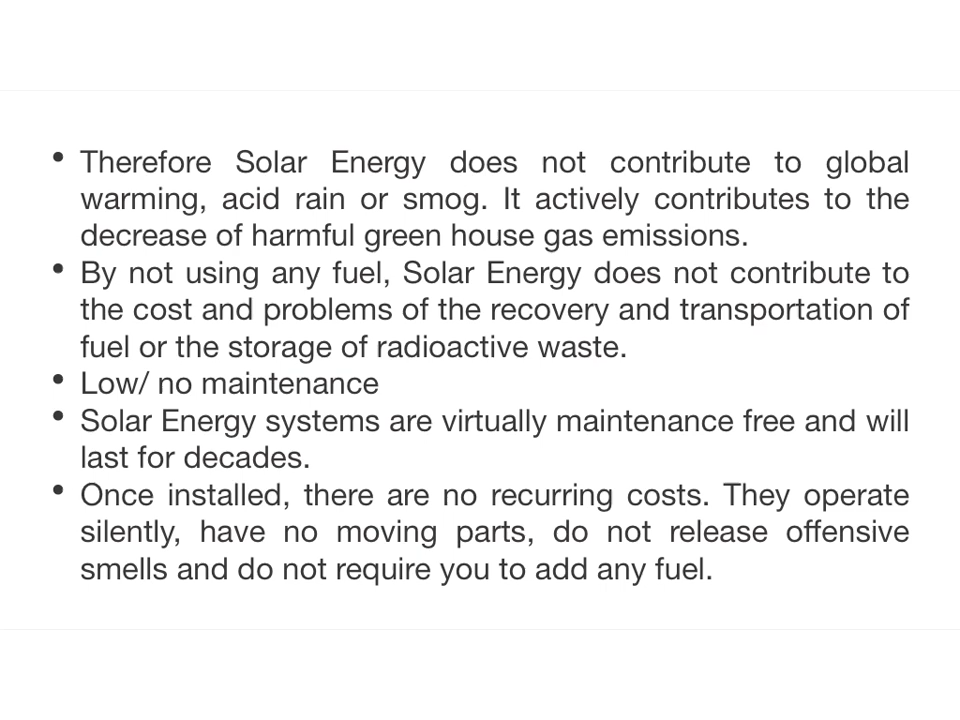 • Therefore Solar Energy does not contribute to global
warming, acid rain or smog. It actively contributes to the
decrease of harmful green house gas emissions.
• By not using any fuel, Solar Energy does not contribute to
the cost and problems of the recovery and transportation of
fuel or the storage of radioactive waste.
• Low/ no maintenance
• Solar Energy systems are virtually maintenance free and will
last for decades.
• Once installed, there are no recurring costs. They operate
silently, have no moving parts, do not release offensive
smells and do not require you to add any fuel.